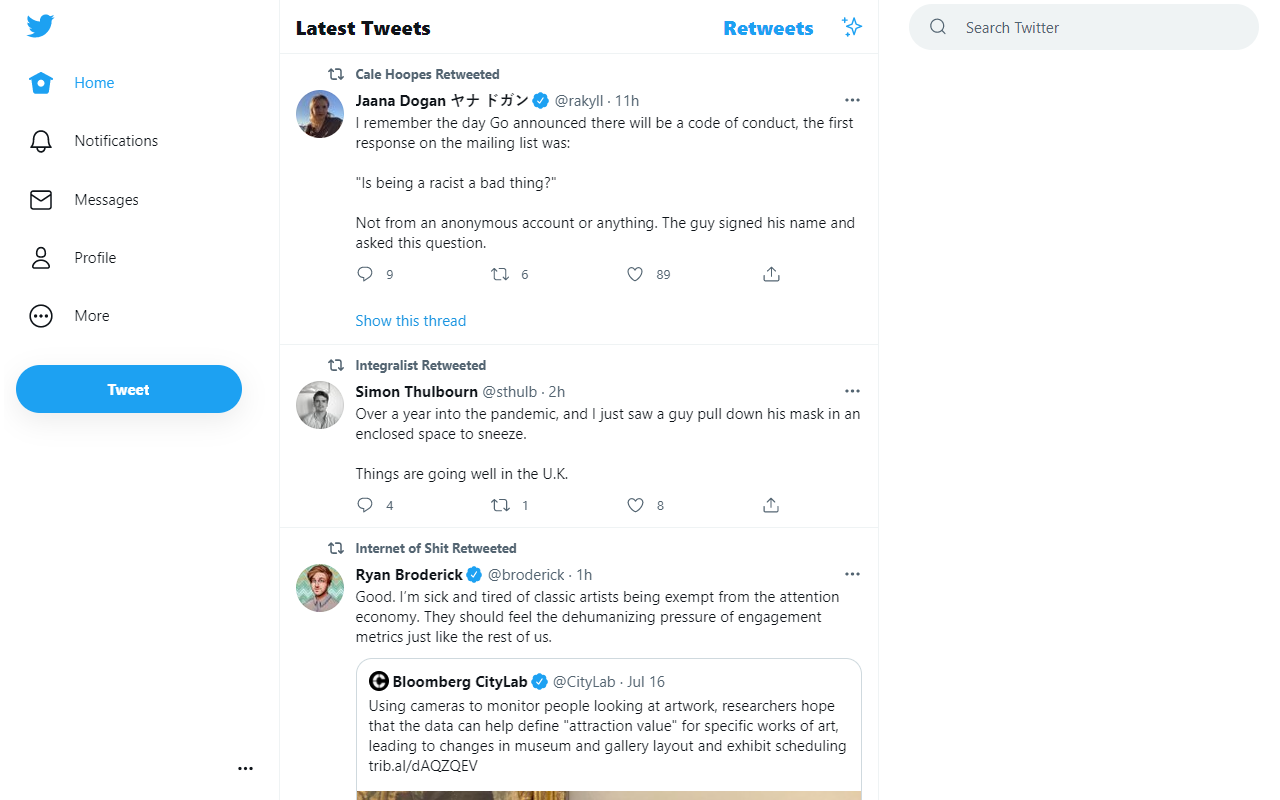 Latest Tweets
Retweets
Search Twitter
Home
Notifications
Messages
Profile
More
Tweet
Cale Hoopes Retweeted
Jaana Dogan ヤナ ドガン @rakyll · 11h
I remember the day Go announced there will be a code of conduct, the first
response on the mailing list was:
"Is being a racist a bad thing?"
Not from an anonymous account or anything. The guy signed his name and
asked this question.
9 6 89
Show this thread
Integralist Retweeted
Simon Thulbourn @sthulb · 2h
Over a year into the pandemic, and I just saw a guy pull down his mask in an
enclosed space to sneeze.
Things are going well in the U.K.
4 1 8
Internet of Shit Retweeted
Ryan Broderick @broderick · 1h
Good. I'm sick and tired of classic artists being exempt from the attention
economy. They should feel the dehumanizing pressure of engagement
metrics just like the rest of us.
Bloomberg CityLab @CityLab · Jul 16
Using cameras to monitor people looking at artwork, researchers hope
that the data can help define "attraction value" for specific works of art,
leading to changes in museum and gallery layout and exhibit scheduling
trib.al/dAQZQEV